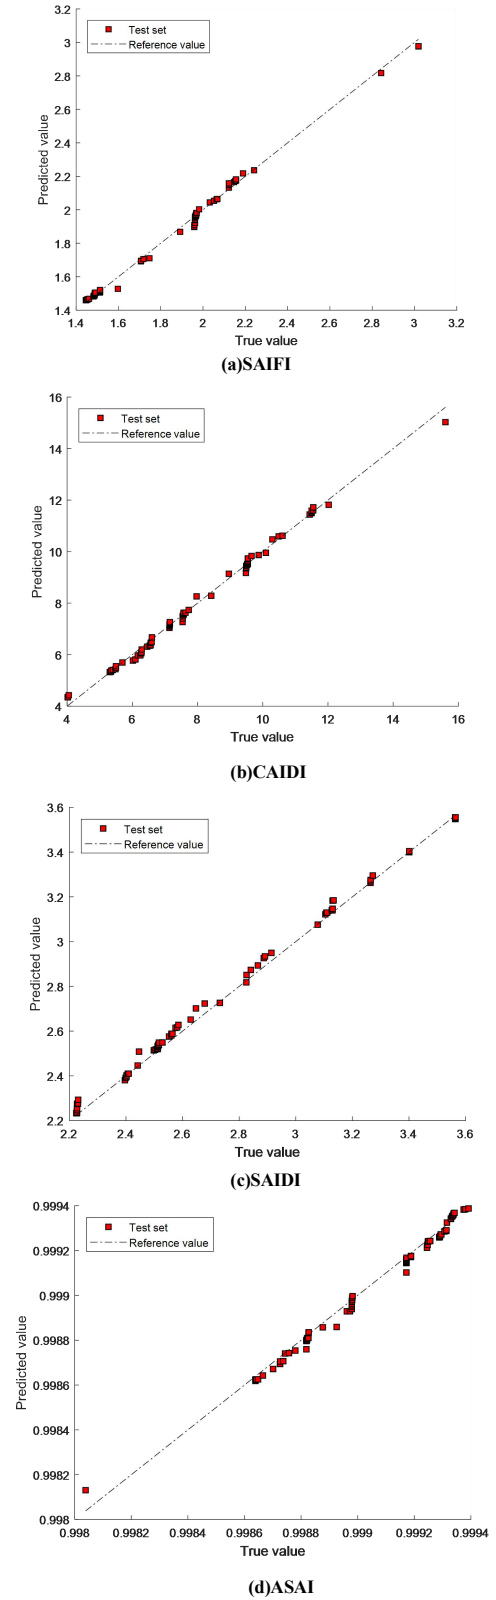 3.2
3
2.8
2.6
2.4
2.2
2
1.8
1.6
1.4
Predicted value
Test set
Reference value
1.4 1.6 1.8 2 2.2 2.4 2.6 2.8 3 3.2
True value
(a)SAIFI
16
14
12
10
8
6
4
Predicted value
Test set
Reference value
4 6 8 10 12 14 16
True value
(b)CAIDI
3.6
3.4
3.2
3
2.8
2.6
2.4
2.2
Predicted value
Test set
Reference value
2.2 2.4 2.6 2.8 3 3.2 3.4 3.6
True value
(c)SAIDI
0.9994
0.9992
0.999
0.9988
0.9986
0.9984
0.9982
0.998
Predicted value
Test set
Reference value
0.998 0.9982 0.9984 0.9986 0.9988 0.999 0.9992 0.9994
True value
(d)ASAI